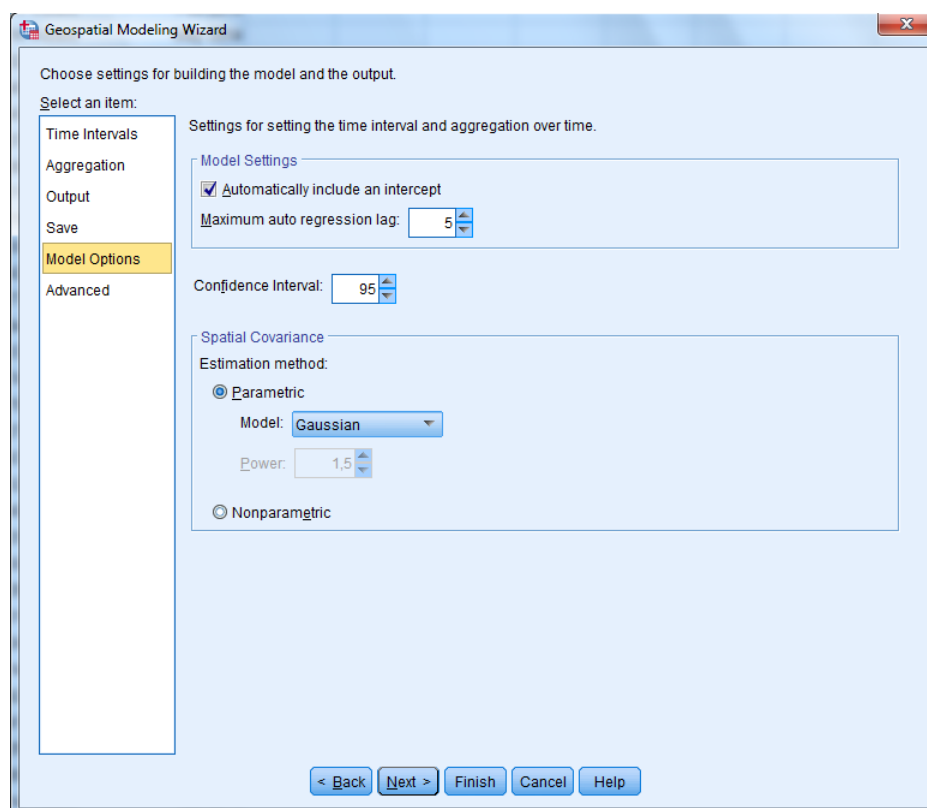 Geospatial Modeling Wizard
Choose settings for building the model and the output.
Select an item:
Time Intervals
Aggregation
Output
Save
Model Options
Advanced
Settings for setting the time interval and aggregation over time.
Model Settings
Automatically include an intercept
Maximum auto regression lag: 5
Confidence Interval: 95
Spatial Covariance
Estimation method:
Parametric
Model: Gaussian
Power: 1,5
Nonparametric
< Back Next > Finish Cancel Help